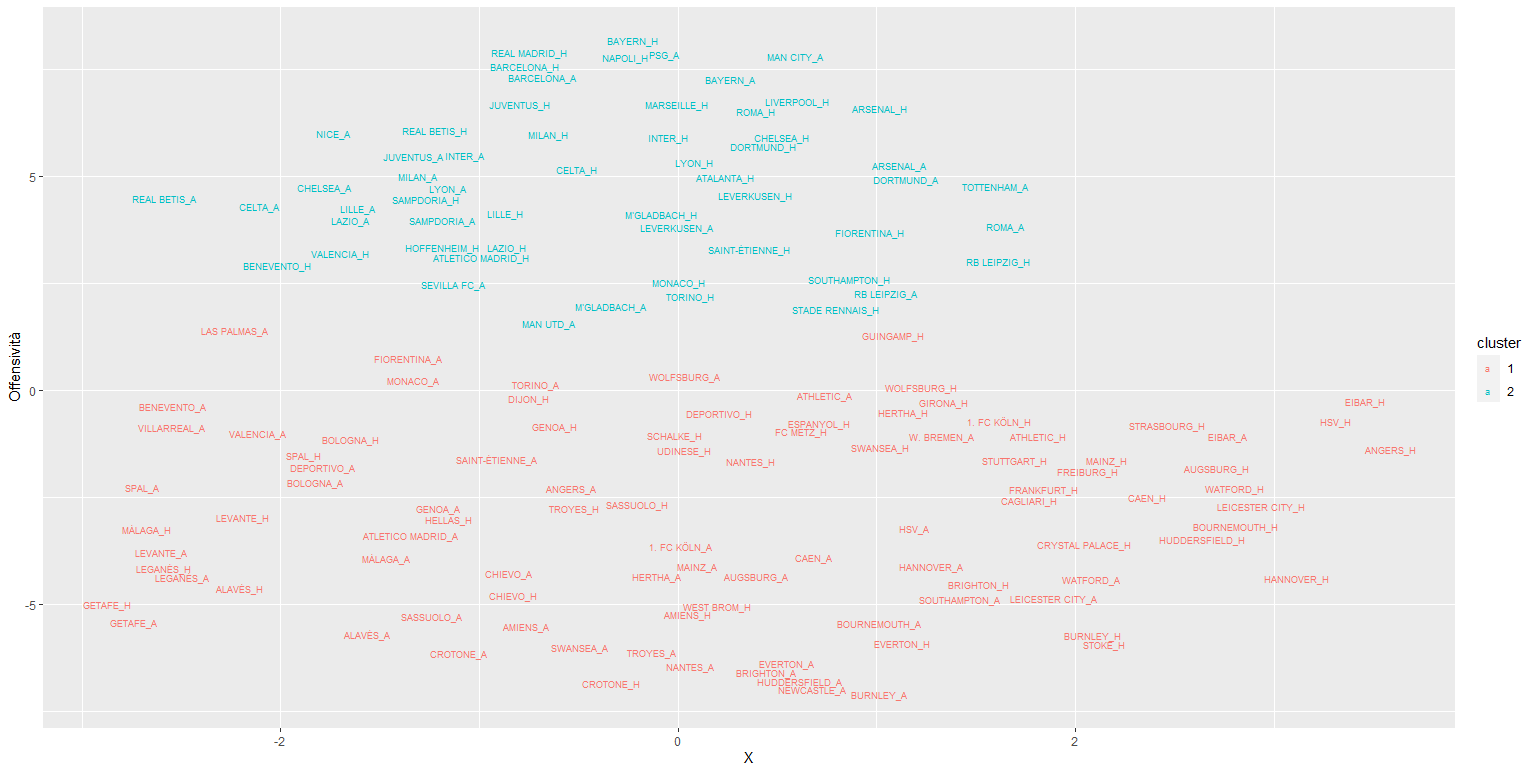 BAYERN_H
REAL MADRID_H
NAPOLI_H
PSG_A
MAN CITY_A
BARCELONA_H
BARCELONA_A
BAYERN_A
JUVENTUS_H
MARSEILLE_H
LIVERPOOL_H
ROMA_H
ARSENAL_H
NICE_A
REAL BETIS_H
MILAN_H
INTER_H
CHELSEA_H
DORTMUND_H
JUVENTUS_A
INTER_A
CELTA_H
LYON_H
ARSENAL_A
MILAN_A
ATALANTA_H
DORTMUND_A
CHELSEA_A
LYON_A
TOTTENHAM_A
REAL BETIS_A
SAMPDORIA_H
LEVERKUSEN_H
CELTA_A
LILLE_A
LILLE_H
M'GLADBACH_H
LAZIO_A
SAMPDORIA_A
LEVERKUSEN_A
FIORENTINA_H
ROMA_A
VALENCIA_H
HOFFENHEIM_H
LAZIO_H
SAINT-ÉTIENNE_H
BENEVENTO_H
ATLETICO MADRID_H
RB LEIPZIG_H
SEVILLA FC_A
MONACO_H
SOUTHAMPTON_H
TORINO_H
RB LEIPZIG_A
M'GLADBACH_A
STADE RENNAIS_H
MAN UTD_A
LAS PALMAS_A
GUINGAMP_H
FIORENTINA_A
MONACO_A
TORINO_A
WOLFSBURG_A
WOLFSBURG_H
DIJON_H
ATHLETIC_A
GIRONA_H
EIBAR_H
BENEVENTO_A
DEPORTIVO_H
HERTHA_H
VILLARREAL_A
GENOA_H
ESPANYOL_H
1. FC KÖLN_H
STRASBOURG_H
HSV_H
VALENCIA_A
BOLOGNA_H
SCHALKE_H
FC METZ_H
W. BREMEN_A
ATHLETIC_H
EIBAR_A
SPAL_H
UDINESE_H
SWANSEA_H
ANGERS_H
DEPORTIVO_A
SAINT-ÉTIENNE_A
NANTES_H
STUTTGART_H
MAINZ_H
FREIBURG_H
AUGSBURG_H
BOLOGNA_A
SPAL_A
ANGERS_A
FRANKFURT_H
WATFORD_H
CAGLIARI_H
CAEN_H
GENOA_A
TROYES_H
SASSUOLO_H
LEICESTER CITY_H
LEVANTE_H
HELLAS_H
MÁLAGA_H
ATLETICO MADRID_A
HSV_A
BOURNEMOUTH_H
HUDDERSFIELD_H
LEVANTE_A
1. FC KÖLN_A
CRYSTAL PALACE_H
MÁLAGA_A
CAEN_A
LEGANÉS_H
LEGANÉS_A
CHIEVO_A
MAINZ_A
HERTHA_A
AUGSBURG_A
HANNOVER_A
WATFORD_A
HANNOVER_H
ALAVÉS_H
CHIEVO_H
BRIGHTON_H
SOUTHAMPTON_A
LEICESTER CITY_A
GETAFE_H
WEST BROM_H
AMIENS_H
GETAFE_A
SASSUOLO_A
AMIENS_A
BOURNEMOUTH_A
ALAVÉS_A
BURNLEY_H
STOKE_H
EVERTON_H
CROTONE_A
SWANSEA_A
TROYES_A
NANTES_A
EVERTON_A
BRIGHTON_A
CROTONE_H
HUDDERSFIELD_A
NEWCASTLE_A
BURNLEY_A
5
0
-5
Offensività
-2
0
2
X
cluster
a 1
a 2